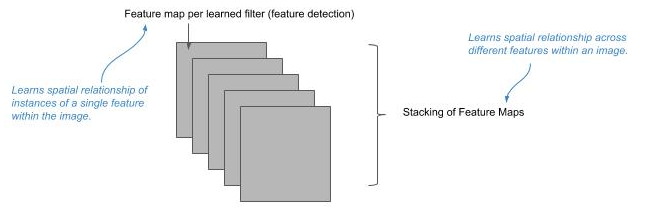 Feature map per learned filter (feature detection)
Learns spatial relationship across
different features within an image.
Learns spatial relationship of
instances of a single feature
within the image.
Stacking of Feature Maps